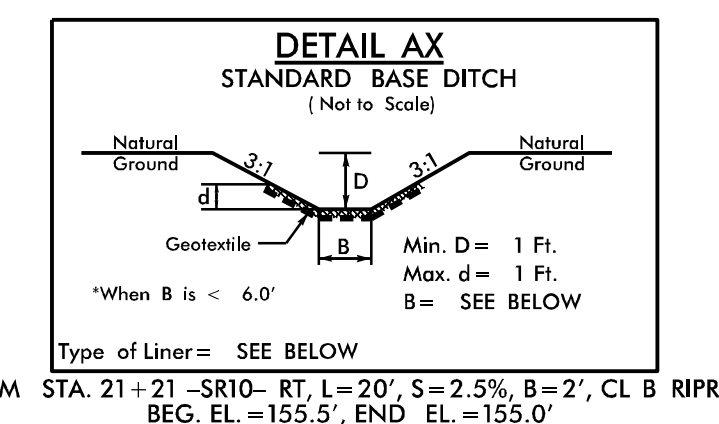 DETAIL AX
STANDARD BASE DITCH
( Not to Scale)
Natural
Ground
3:1
D
3:1
Natural
Ground
d
Geotextile
B
Min. D = 1 Ft.
Max. d = 1 Ft.
*When B is < 6.0'
B = SEE BELOW
Type of Liner = SEE BELOW
M STA. 21+21 –SR10– RT, L=20', S=2.5%, B=2', CL B RIPR
BEG. EL. =155.5', END EL. =155.0'